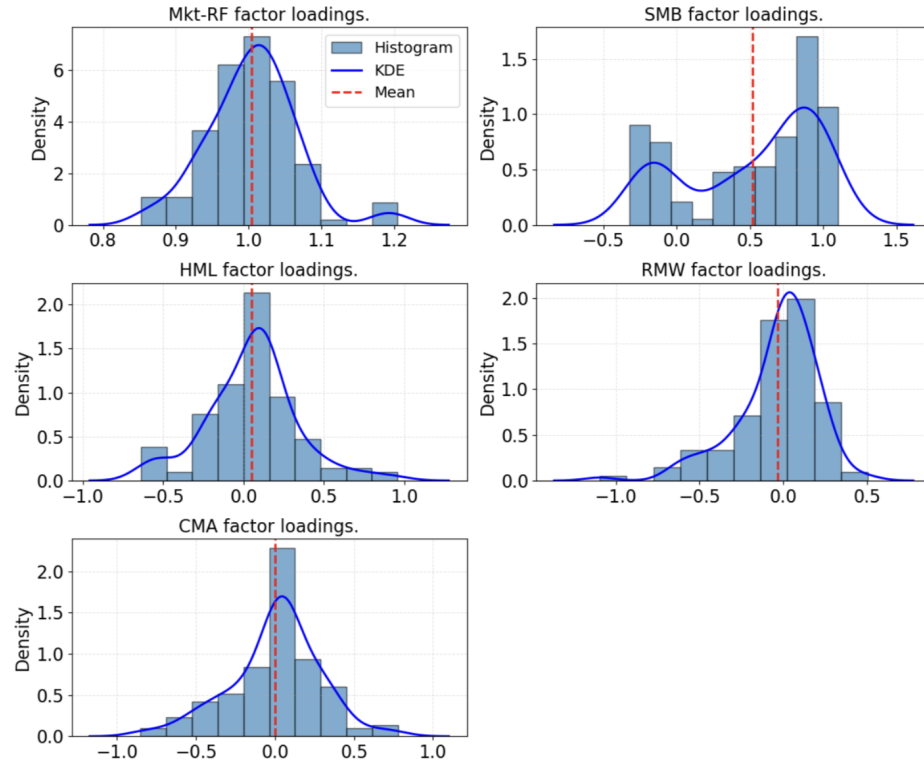 Mkt-RF factor loadings.
Density
6
4
2
0
0.8 0.9 1.0 1.1 1.2
Histogram
KDE
Mean
SMB factor loadings.
Density
1.5
1.0
0.5
0.0
−0.5 0.0 0.5 1.0 1.5
HML factor loadings.
Density
2.0
1.5
1.0
0.5
0.0
−1.0 −0.5 0.0 0.5 1.0
RMW factor loadings.
Density
2.0
1.5
1.0
0.5
0.0
−1.0 −0.5 0.0 0.5
CMA factor loadings.
Density
2.0
1.5
1.0
0.5
0.0
−1.0 −0.5 0.0 0.5 1.0